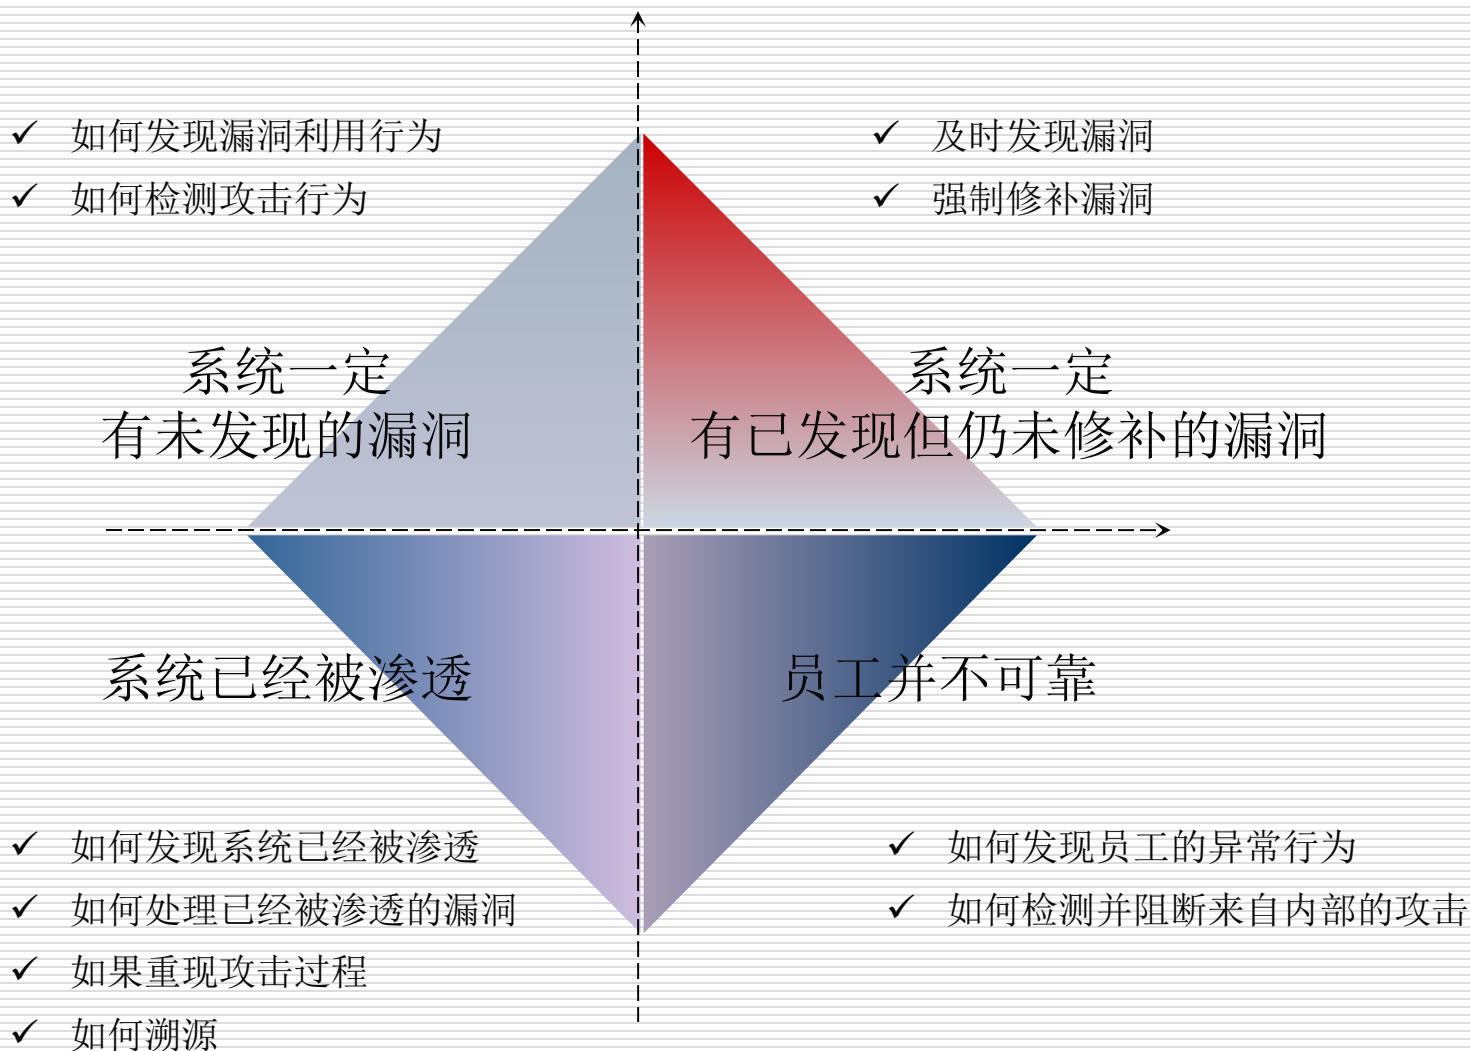 如何发现漏洞利用行为
如何检测攻击行为
及时发现漏洞
强制修补漏洞
系统一定
有未发现的漏洞
系统一定
有已发现但仍未修补的漏洞
系统已经被渗透
员工并不可靠
如何发现系统已经被渗透
如何处理已经被渗透的漏洞
如果重现攻击过程
如何溯源
如何发现员工的异常行为
如何检测并阻断来自内部的攻击